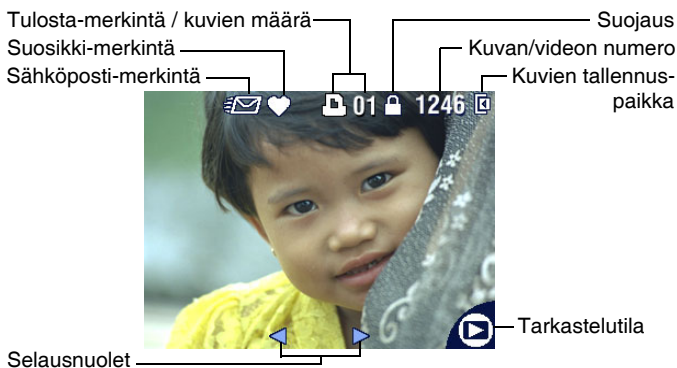 Tulosta-merkintä / kuvien määrä
Suosikki-merkintä
Sähköposti-merkintä
Suojaus
Kuvan/videon numero
Kuvien tallennus-
paikka
01 1246
Tarkastelutila
Selausnuolet